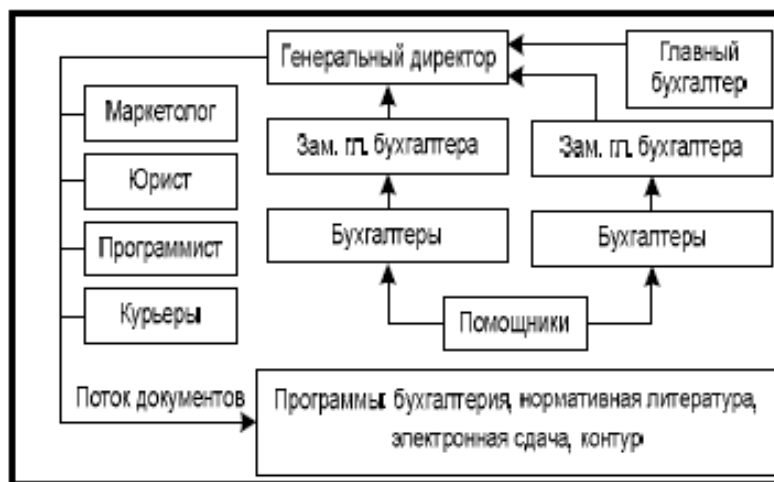 Генеральный директор
Главный
бухгалтер
Маркетолог
Зам. гл. бухгалтера
Зам. гл. бухгалтера
Юрист
Бухгалтеры
Бухгалтеры
Программист
Курьеры
Помощники
Поток документов
Программы: бухгалтерия, нормативная литература,
электронная сдача, контур